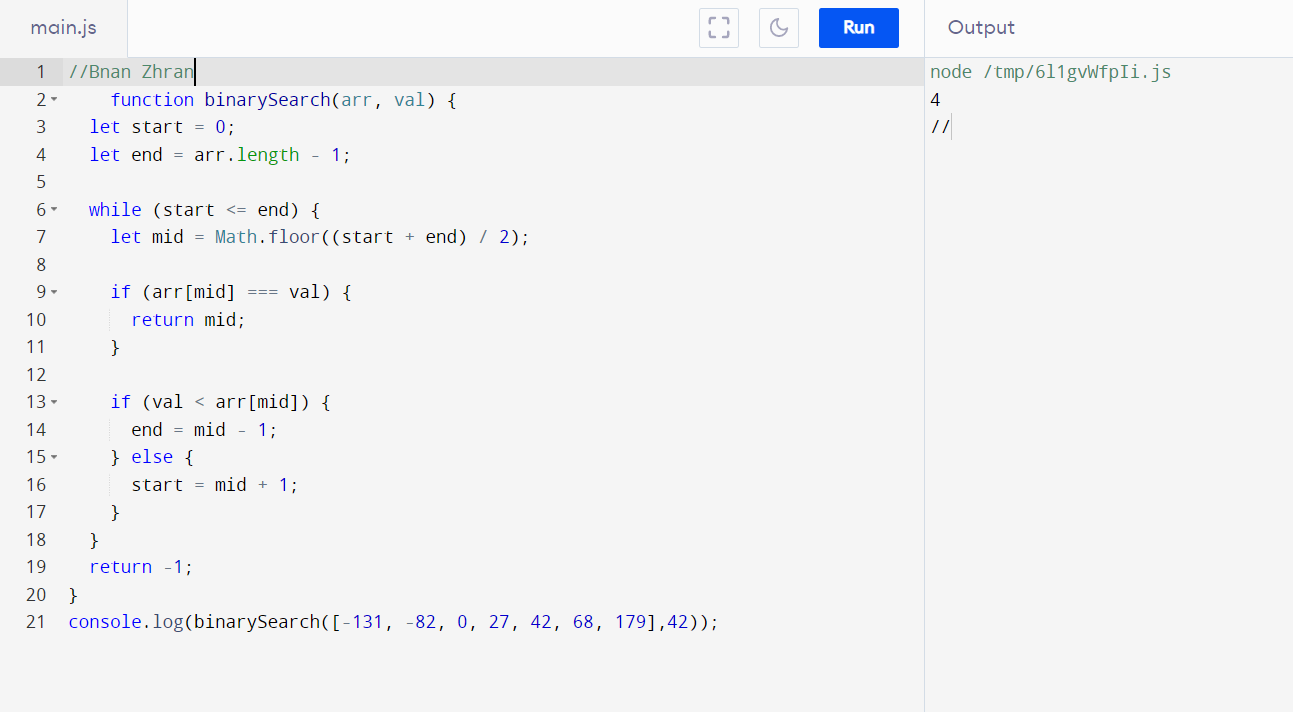 main.js
Run
Output
1 //Bnan Zhran
2 function binarySearch(arr, val) {
3 let start = 0;
4 let end = arr.length - 1;
5
6 while (start <= end) {
7 let mid = Math.floor((start + end) / 2);
8
9 if (arr[mid] === val) {
10 return mid;
11 }
12
13 if (val < arr[mid]) {
14 end = mid - 1;
15 } else {
16 start = mid + 1;
17 }
18 }
19 return -1;
20 }
21 console.log(binarySearch([-131, -82, 0, 27, 42, 68, 179],42));
node /tmp/6l1gvWfpIi.js
4
//